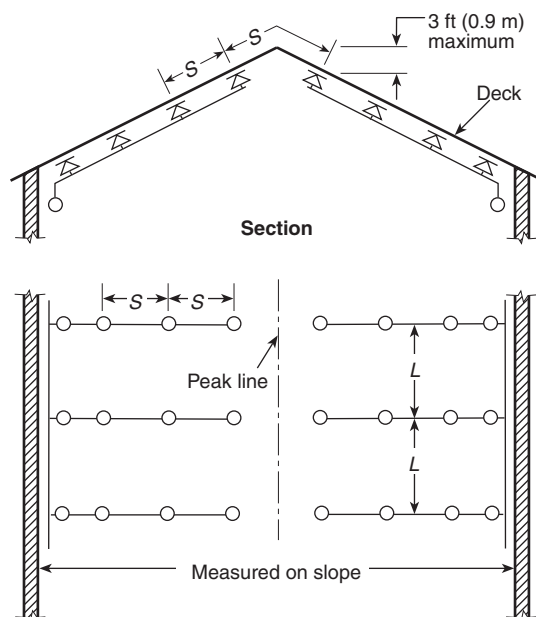 S S
3 ft (0.9 m)
maximum
Deck
Section
S S
Peak line
L
L
Measured on slope